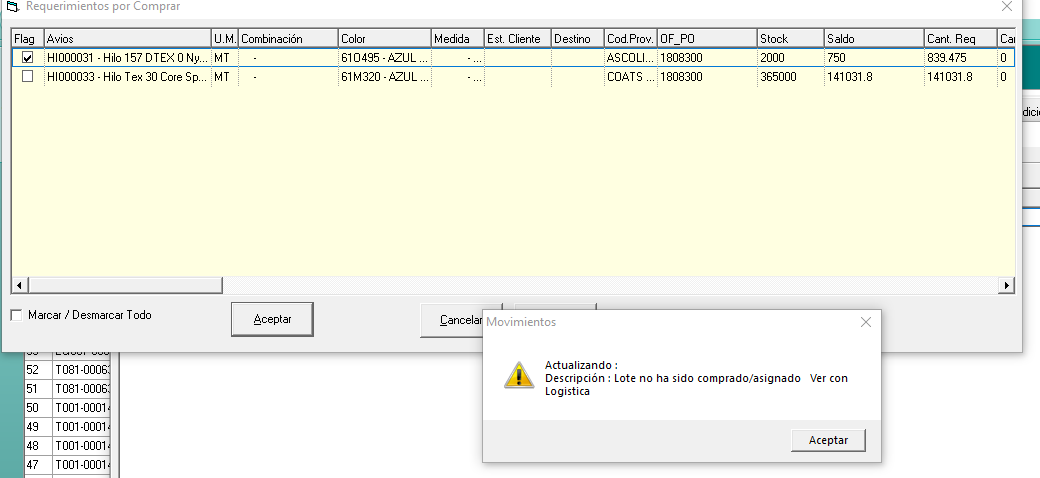 Requerimientos por Comprar
Flag Avios U.M. Combinación Color Medida Est. Cliente Destino Cod.Prov. OF_PO Stock Saldo Cant. Req Car
HI000031 - Hilo 157 DTEX 0 Ny... MT - 61O495 - AZUL ... - ... ASCOLI... 1808300 2000 750 839.475 0
HI000033 - Hilo Tex 30 Core Sp... MT - 61M320 - AZUL ... - ... COATS ... 1808300 365000 141031.8 141031.8 0
Marcar / Desmarcar Todo
Aceptar
Cancelar
Movimientos
Actualizando :
Descripción : Lote no ha sido comprado/asignado Ver con
Logistica
Aceptar
52 T081-0006
51 T081-0006
50 T001-0001
49 T001-0001
48 T001-0001
47 T001-0001